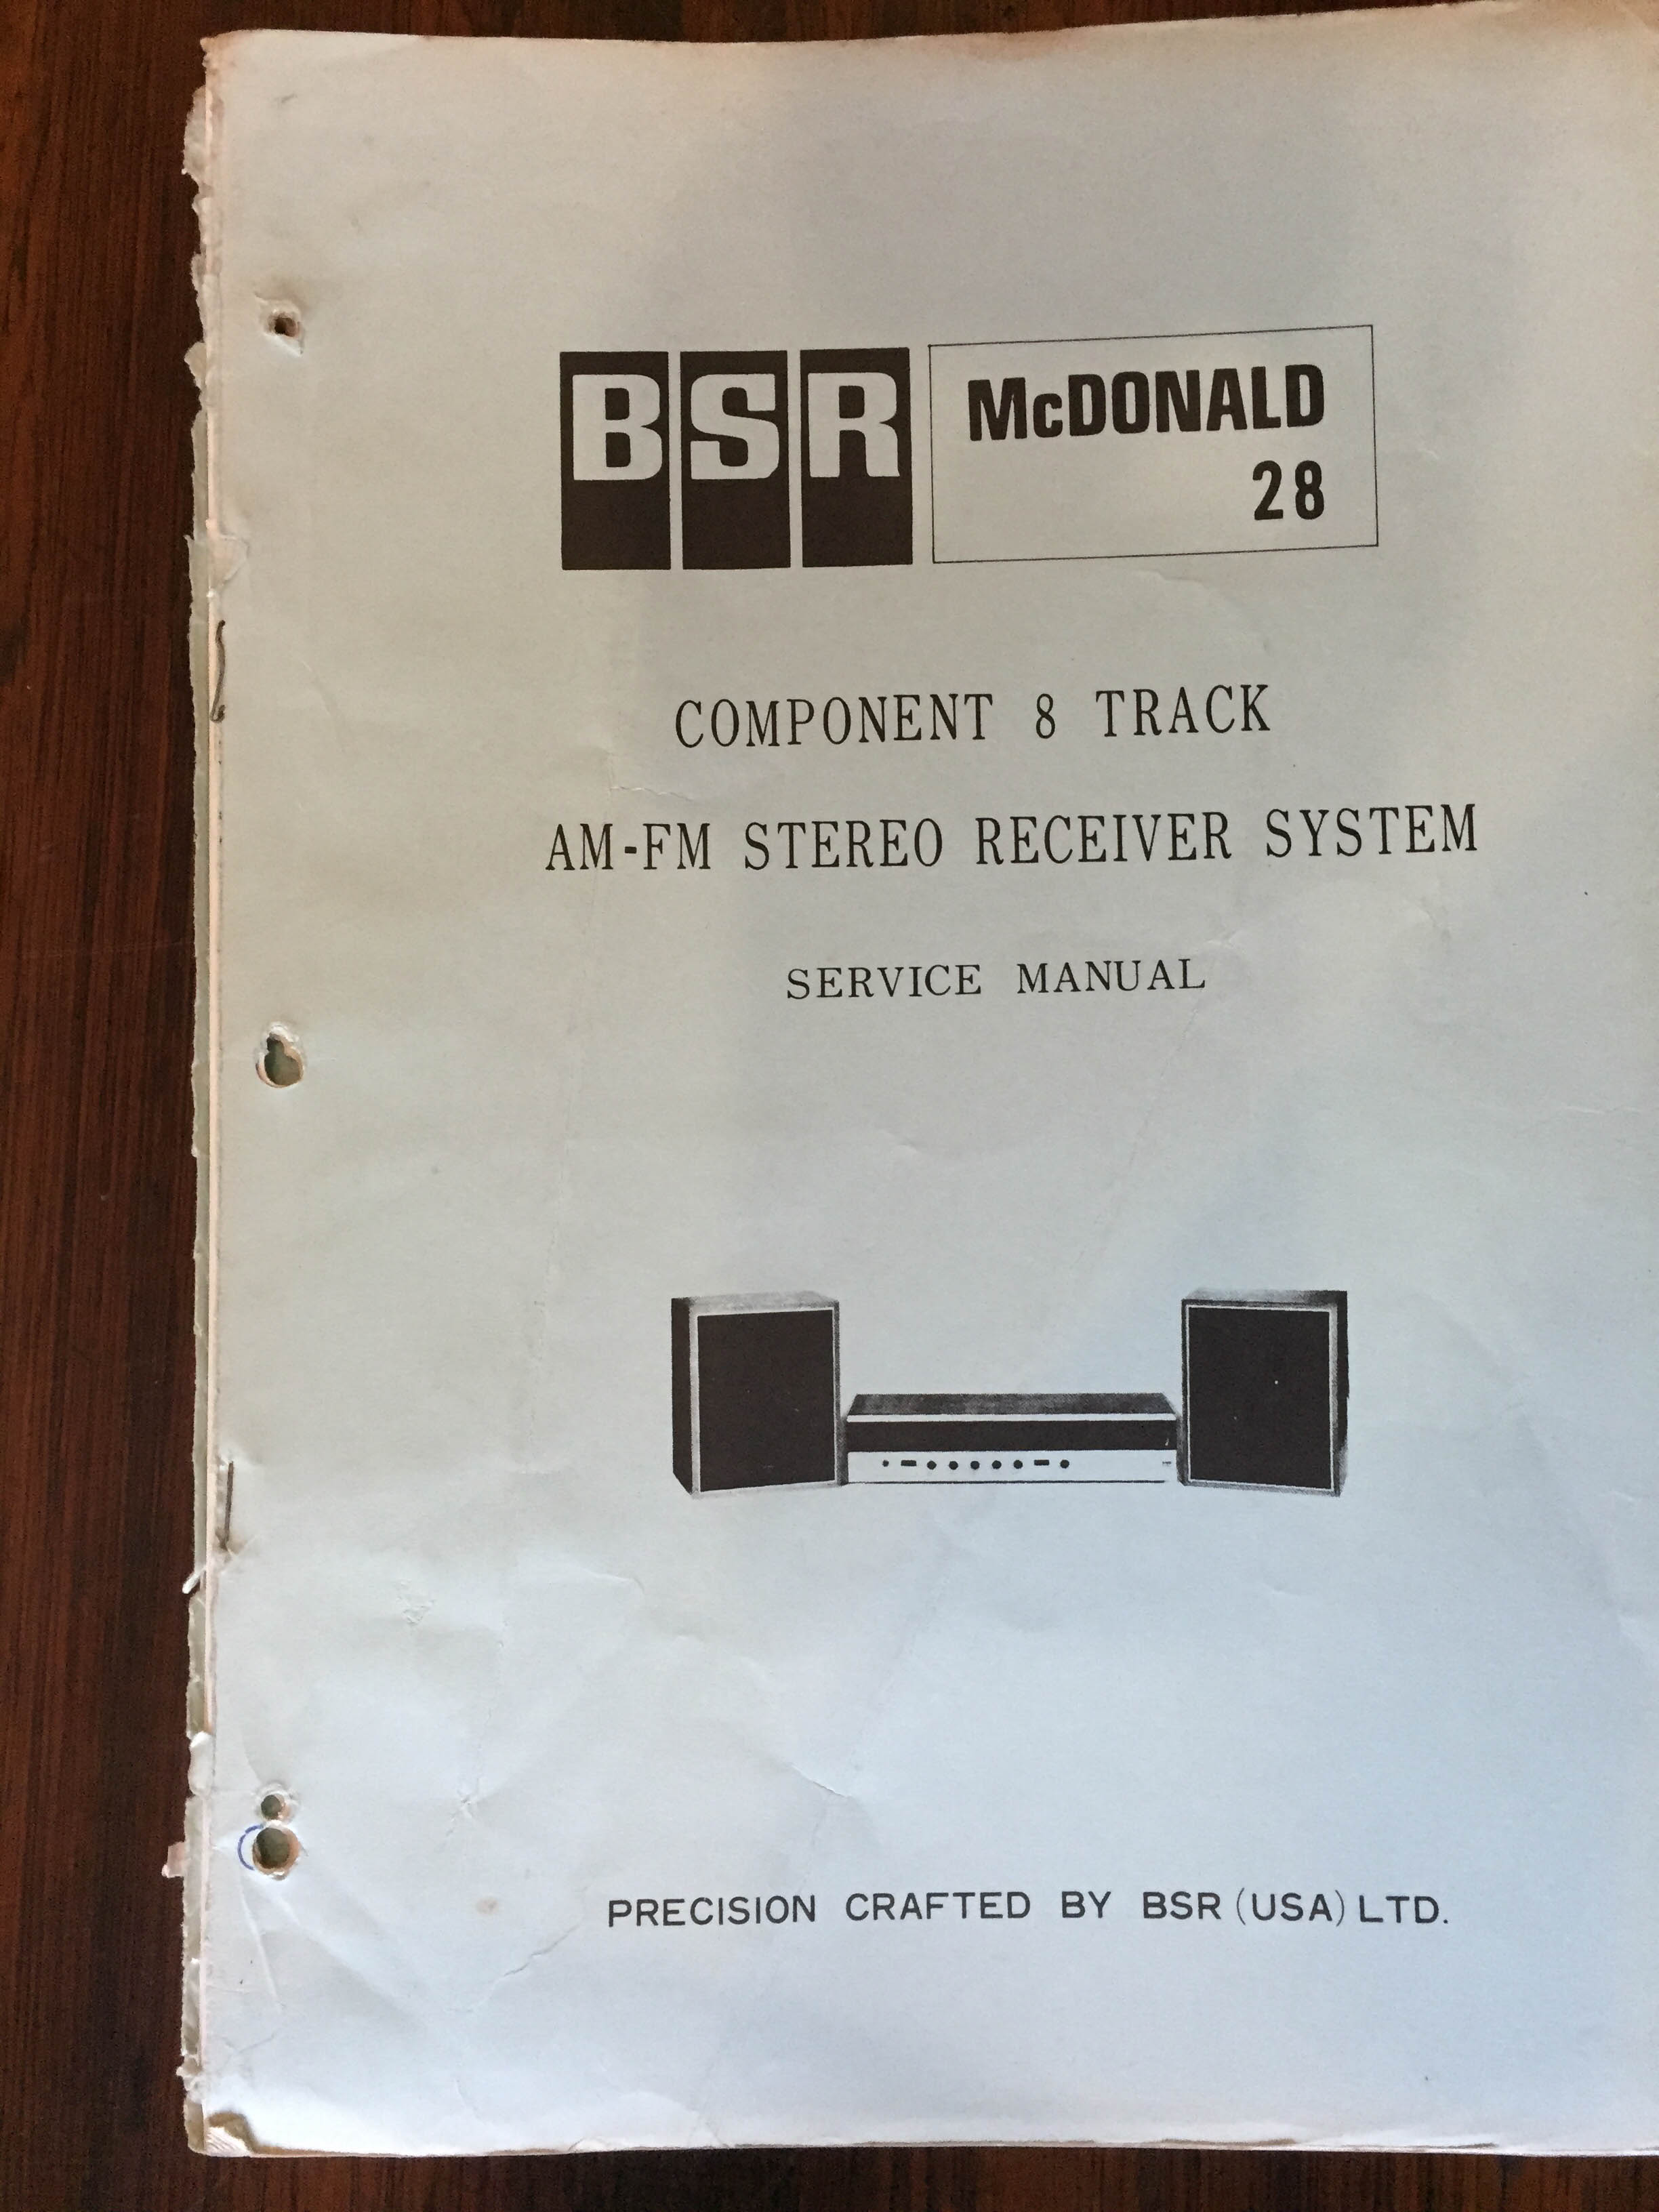 BSR
McDONALD
28
COMPONENT 8 TRACK
AM-FM STEREO RECEIVER SYSTEM
SERVICE MANUAL
PRECISION CRAFTED BY BSR (USA) LTD.